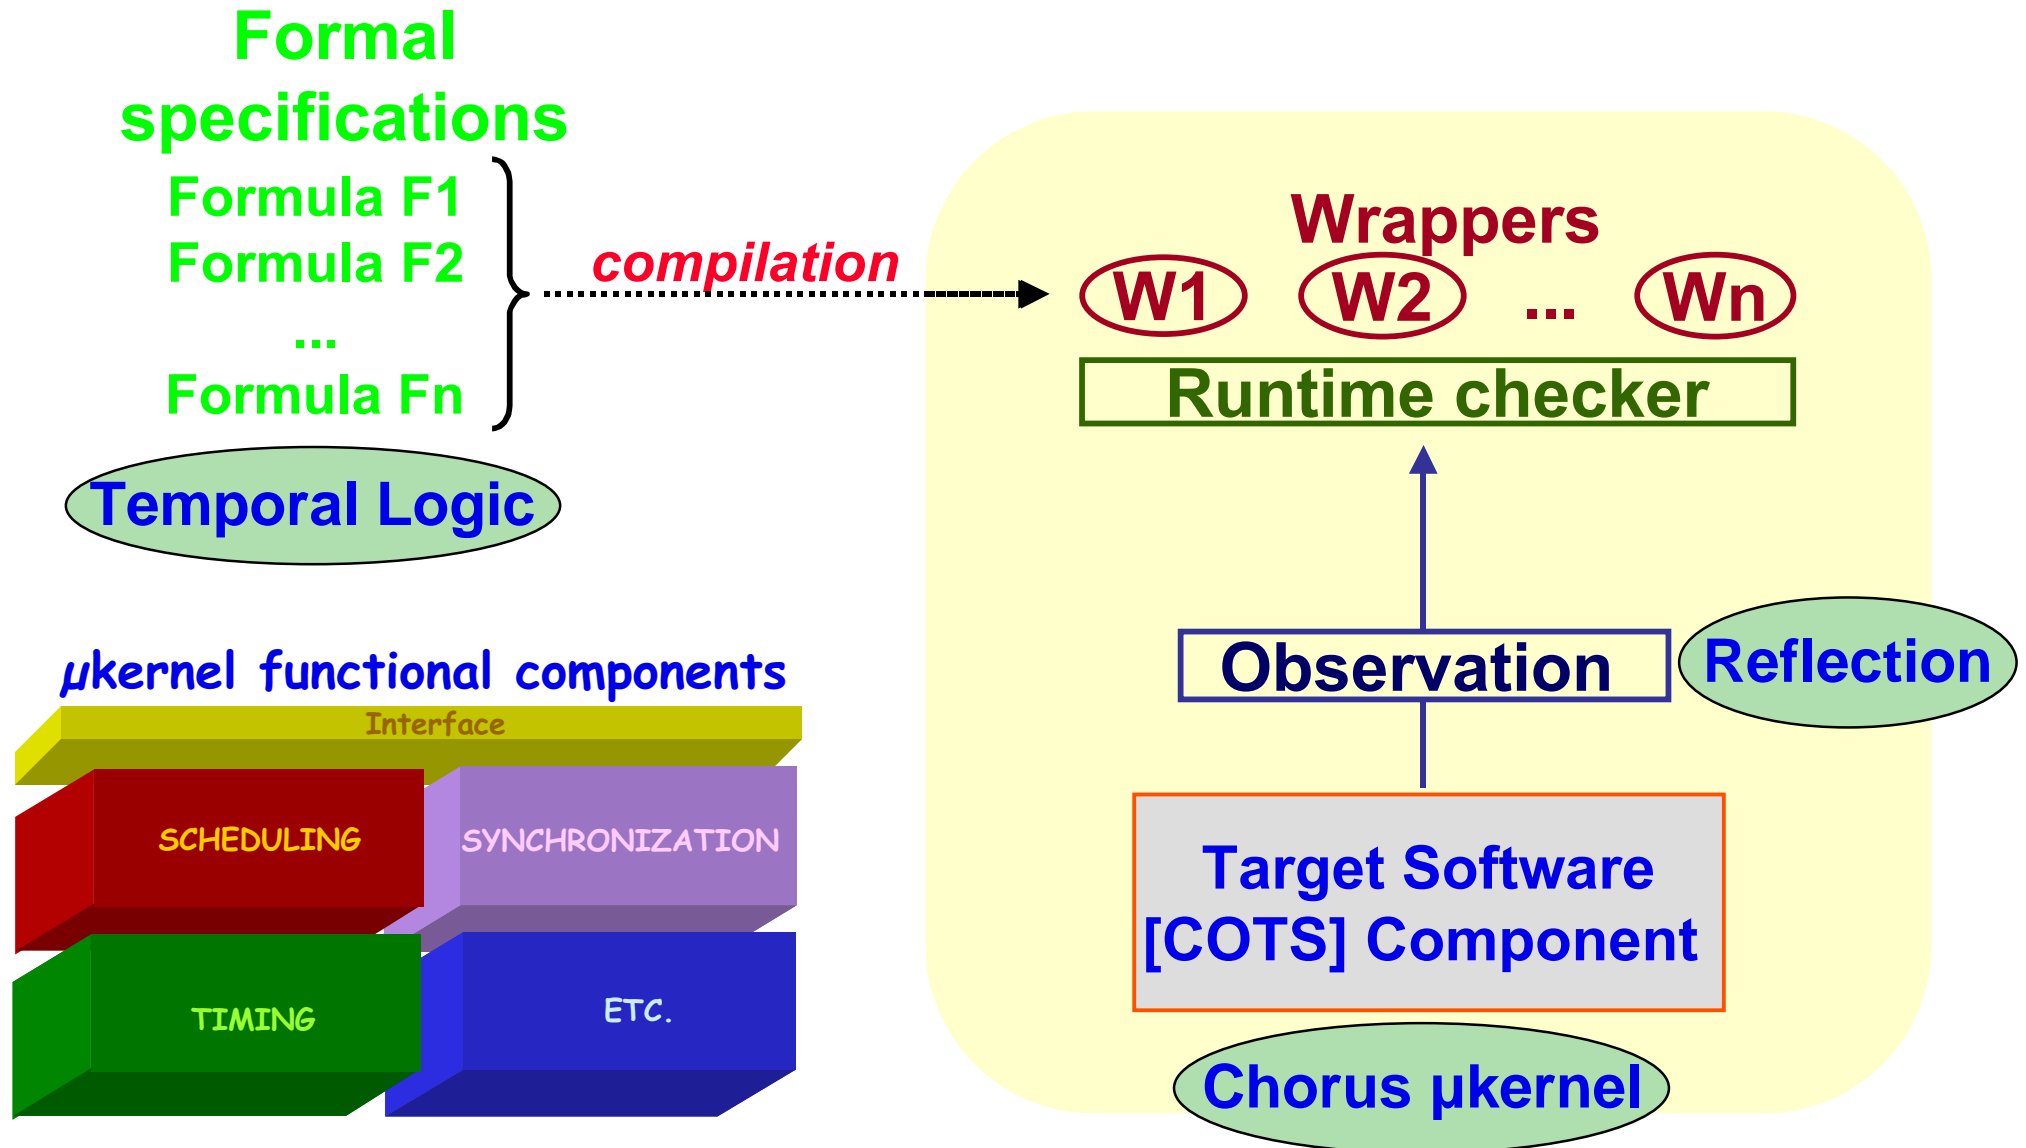 Formal
specifications
Formula F1
Formula F2
...
Formula Fn
Temporal Logic
compilation
Wrappers
W1 W2 ... Wn
Runtime checker
Observation
Reflection
Target Software
[COTS] Component
Chorus µkernel
µkernel functional components
Interface
SCHEDULING
SYNCHRONIZATION
TIMING
ETC.